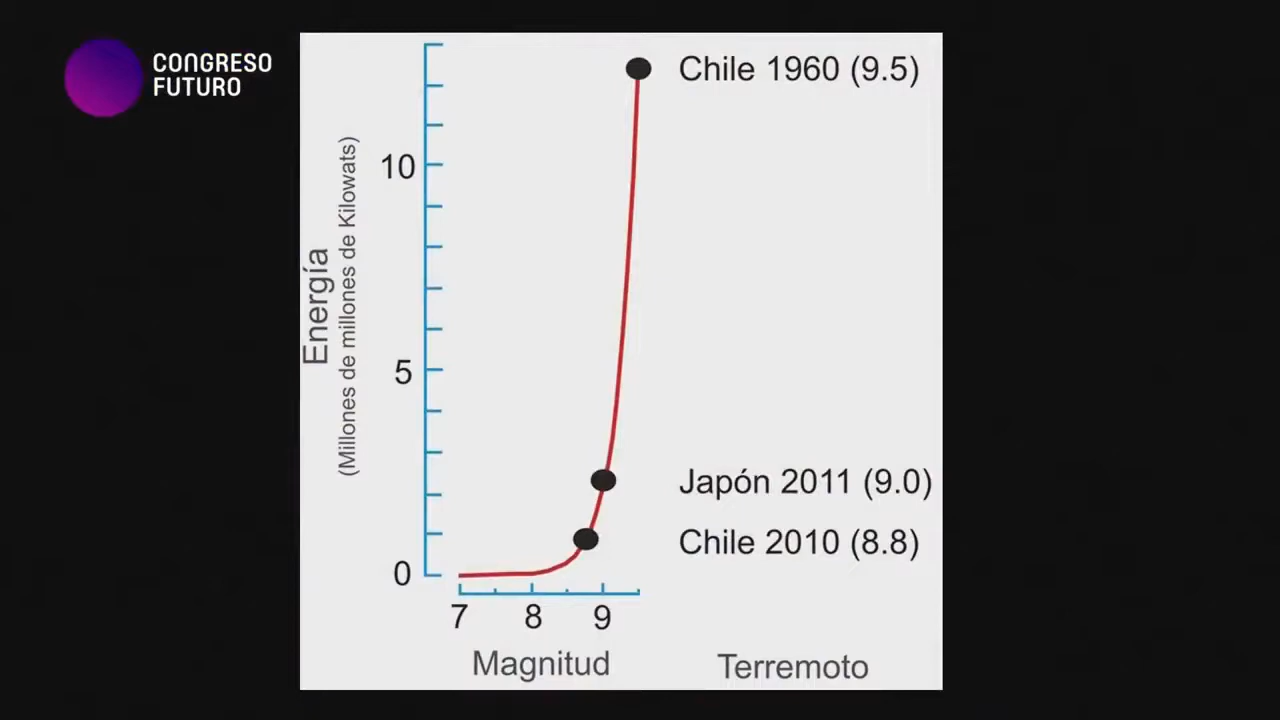 CONGRESO
FUTURO
Energía
(Millones de millones de Kilowats)
10
5
0
7 8 9
Magnitud
Chile 1960 (9.5)
Japón 2011 (9.0)
Chile 2010 (8.8)
Terremoto